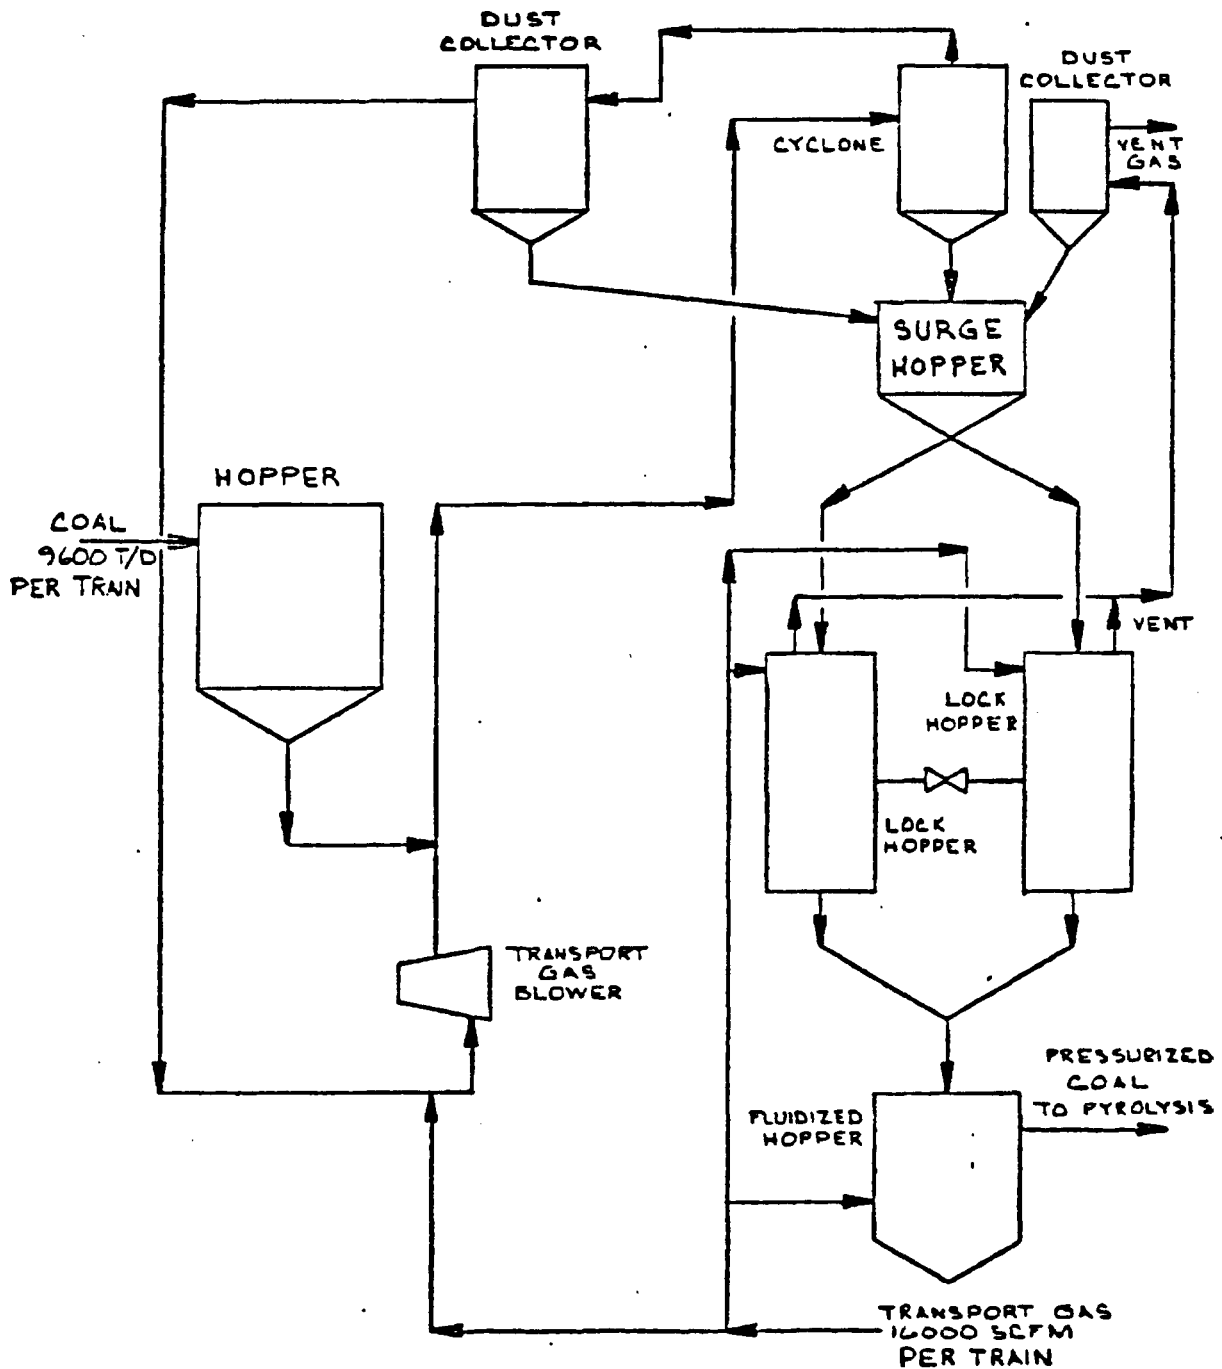 DUST
COLLECTOR
DUST
COLLECTOR
CYCLONE
VENT
GAS
SURGE
HOPPER
HOPPER
COAL
9600 T/D
PER TRAIN
VENT
LOCK
HOPPER
LOCK
HOPPER
TRANSPORT
GAS
BLOWER
PRESSURIZED
COAL
TO PYROLYSIS
FLUIDIZED
HOPPER
TRANSPORT GAS
16000 SCFM
PER TRAIN